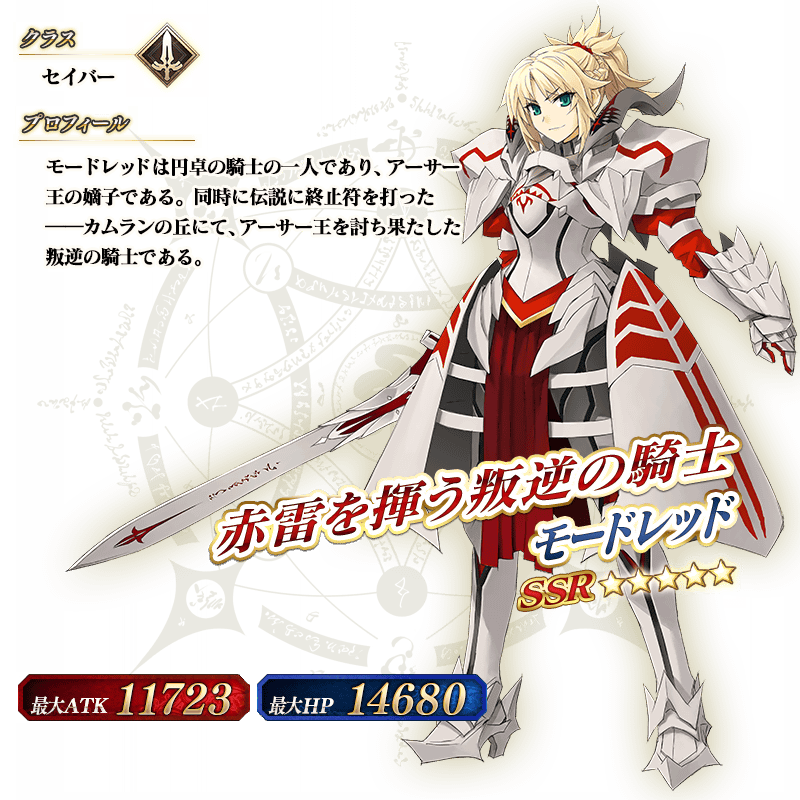 クラス
セイバー
プロフィール
モードレッドは円卓の騎士の一人であり、アーサー
王の嫡子である。同時に伝説に終止符を打った
――カムランの丘にて、アーサー王を討ち果たした
叛逆の騎士である。
赤雷を揮う叛逆の騎士
モードレッド
SSR ☆☆☆☆☆
最大ATK 11723
最大HP 14680